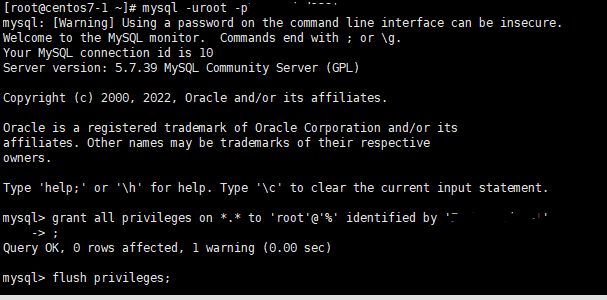 [root@centos7-1 ~]# mysql -uroot -p
mysql: [Warning] Using a password on the command line interface can be insecure.
Welcome to the MySQL monitor.  Commands end with ; or \g.
Your MySQL connection id is 10
Server version: 5.7.39 MySQL Community Server (GPL)
Copyright (c) 2000, 2022, Oracle and/or its affiliates.
Oracle is a registered trademark of Oracle Corporation and/or its
affiliates. Other names may be trademarks of their respective
owners.
Type 'help;' or '\h' for help. Type '\c' to clear the current input statement.
mysql> grant all privileges on *.* to 'root'@'%' identified by '
    -> ;
Query OK, 0 rows affected, 1 warning (0.00 sec)
mysql> flush privileges;